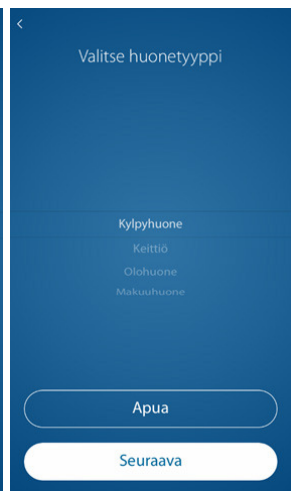 Valitse huonetyyppi
Kylpyhuone
Keittiö
Olohuone
Makuuhuone
Apua
Seuraava